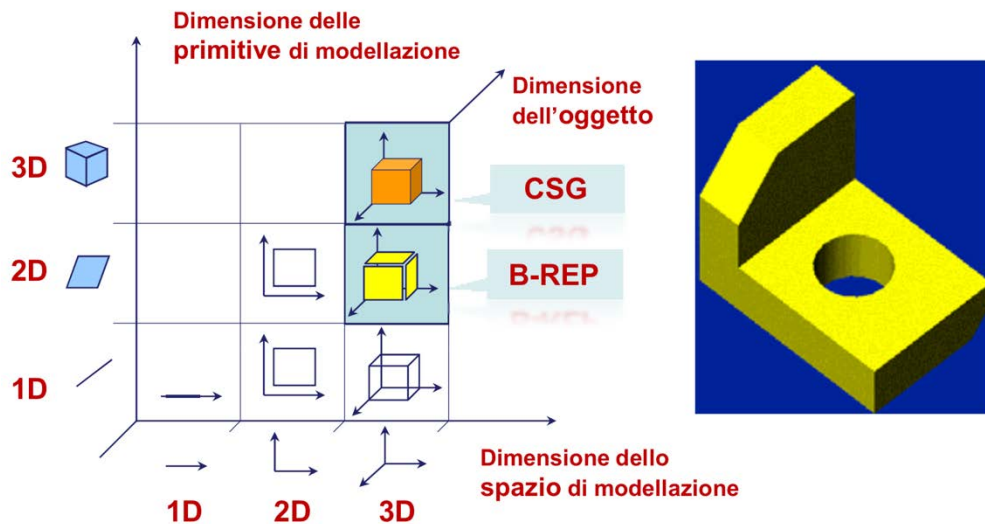 Dimensione delle
primitive di modellazione
Dimensione
dell'oggetto
3D
CSG
2D
B-REP
1D
Dimensione dello
spazio di modellazione
1D
2D
3D